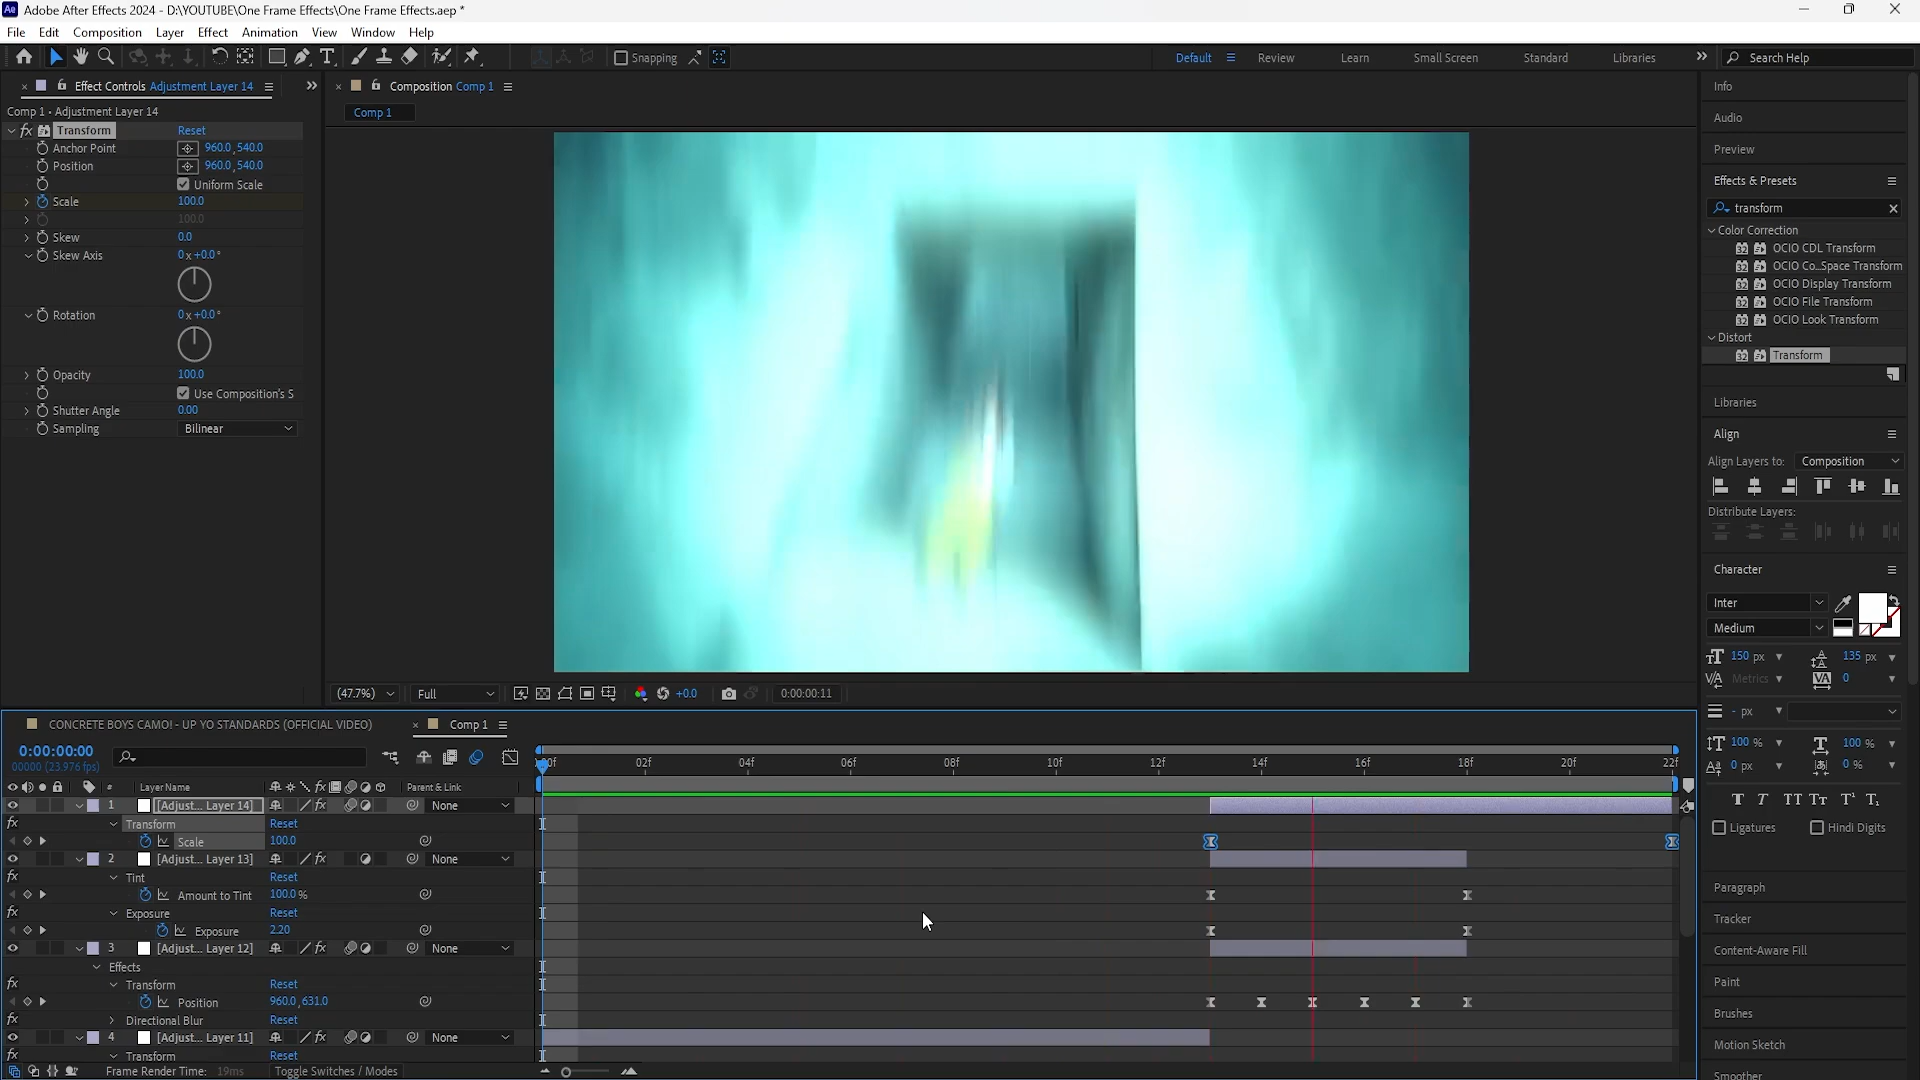 Adobe After Effects 2024 - D:\YOUTUBE\One Frame Effects\One Frame Effects.aep *
File Edit Composition Layer Effect Animation View Window Help
Snapping
Default Review Learn Small Screen Standard Libraries Search Help
Effect Controls Adjustment Layer 14
Comp 1 • Adjustment Layer 14
fx Transform Reset
Anchor Point 960.0, 540.0
Position 960.0, 540.0
Uniform Scale
Scale 100.0
100.0
Skew 0.0
Skew Axis 0x+0.0°
Rotation 0x+0.0°
Opacity 100.0
Use Composition's S
Shutter Angle 0.00
Sampling Bilinear
Composition Comp 1
Comp 1
(47.7%) Full +0.0 0:00:00:11
Info
Audio
Preview
Effects & Presets
transform
Color Correction
OCIO CDL Transform
OCIO Co...Space Transform
OCIO Display Transform
OCIO File Transform
OCIO Look Transform
Distort
Transform
Libraries
Align
Align Layers to: Composition
Distribute Layers:
Character
Inter
Medium
150 px 135 px
Metrics 0
- px
100 % 100 %
0 px 0 %
Ligatures Hindi Digits
Paragraph
Tracker
Content-Aware Fill
Paint
Brushes
Motion Sketch
Smoother
CONCRETE BOYS CAMO! - UP YO STANDARDS (OFFICIAL VIDEO) Comp 1
0:00:00:00
00000 (23.976 fps)
02f 04f 06f 08f 10f 12f 14f 16f 18f 20f 22f
# Layer Name Parent & Link
1 [Adjust... Layer 14] None
Transform Reset
Scale 100.0
2 [Adjust... Layer 13] None
Tint Reset
Amount to Tint 100.0 %
Exposure Reset
Exposure 2.20
3 [Adjust... Layer 12] None
Effects
Transform Reset
Position 960.0, 631.0
Directional Blur Reset
4 [Adjust... Layer 11] None
Transform Reset
Frame Render Time: 19ms Toggle Switches / Modes